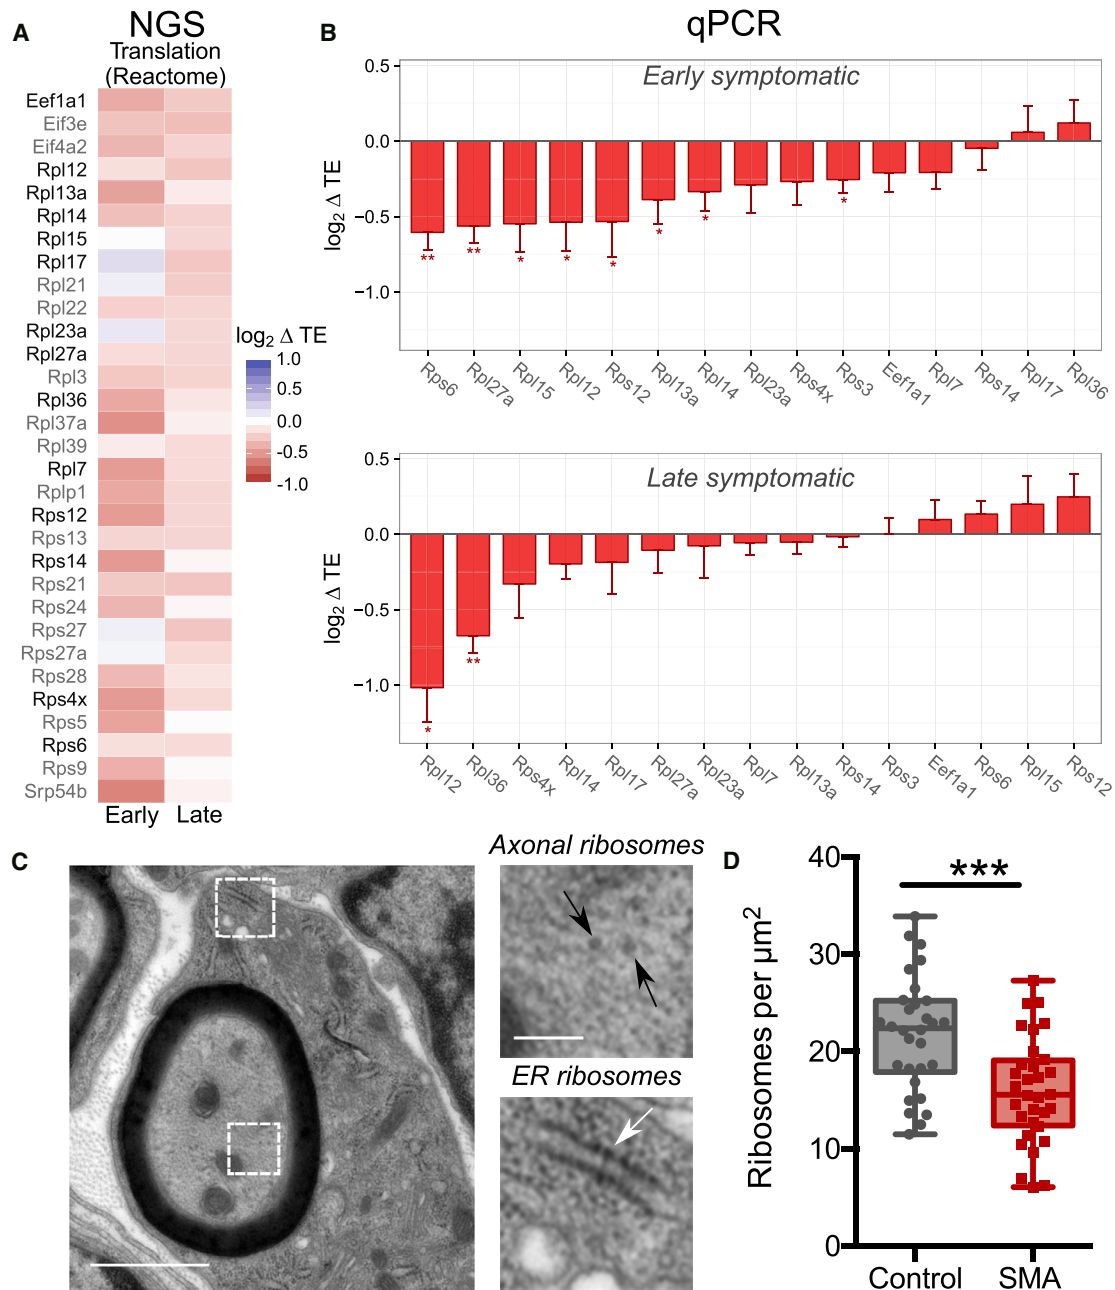 A
NGS
Translation
(Reactome)
Eef1a1
Eif3e
Eif4a2
Rpl12
Rpl13a
Rpl14
Rpl15
Rpl17
Rpl21
Rpl22
Rpl23a
Rpl27a
Rpl3
Rpl36
Rpl37a
Rpl39
Rpl7
Rplp1
Rps12
Rps13
Rps14
Rps21
Rps24
Rps27
Rps27a
Rps28
Rps4x
Rps5
Rps6
Rps9
Srp54b
Early Late
log₂ Δ TE
1.0
0.5
0.0
-0.5
-1.0
B
qPCR
Early symptomatic
log₂ Δ TE
0.5
0.0
−0.5
−1.0
** ** * * * * * *
Rps6 Rpl27a Rpl15 Rpl12 Rps12 Rpl13a Rpl14 Rpl23a Rps4x Rps3 Eef1a1 Rpl7 Rps14 Rpl17 Rpl36
Late symptomatic
log₂ Δ TE
0.5
0.0
−0.5
−1.0
* **
Rpl12 Rpl36 Rps4x Rpl14 Rpl17 Rpl27a Rpl23a Rpl7 Rpl13a Rps14 Rps3 Eef1a1 Rps6 Rpl15 Rps12
C
Axonal ribosomes
ER ribosomes
D
Ribosomes per µm²
40
30
20
10
0
***
Control SMA